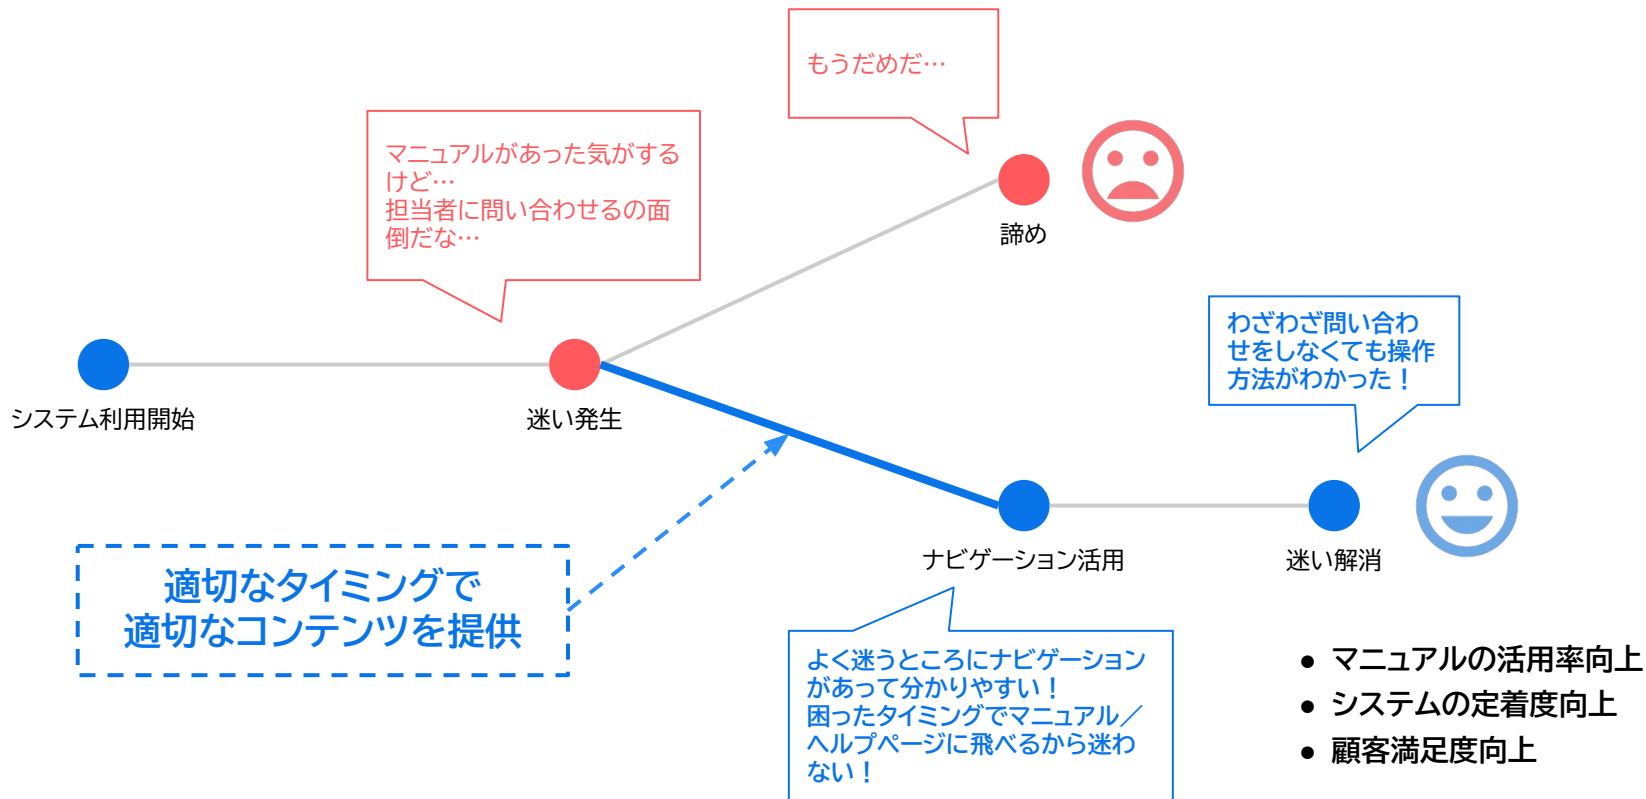 もうだめだ…
マニュアルがあった気がする
けど…
担当者に問い合わせるの面
倒だな…
諦め
わざわざ問い合わ
せをしなくても操作
方法がわかった！
システム利用開始
迷い発生
ナビゲーション活用
迷い解消
適切なタイミングで
適切なコンテンツを提供
よく迷うところにナビゲーション
があって分かりやすい！
困ったタイミングでマニュアル／
ヘルプページに飛べるから迷わ
ない！
● マニュアルの活用率向上
● システムの定着度向上
● 顧客満足度向上